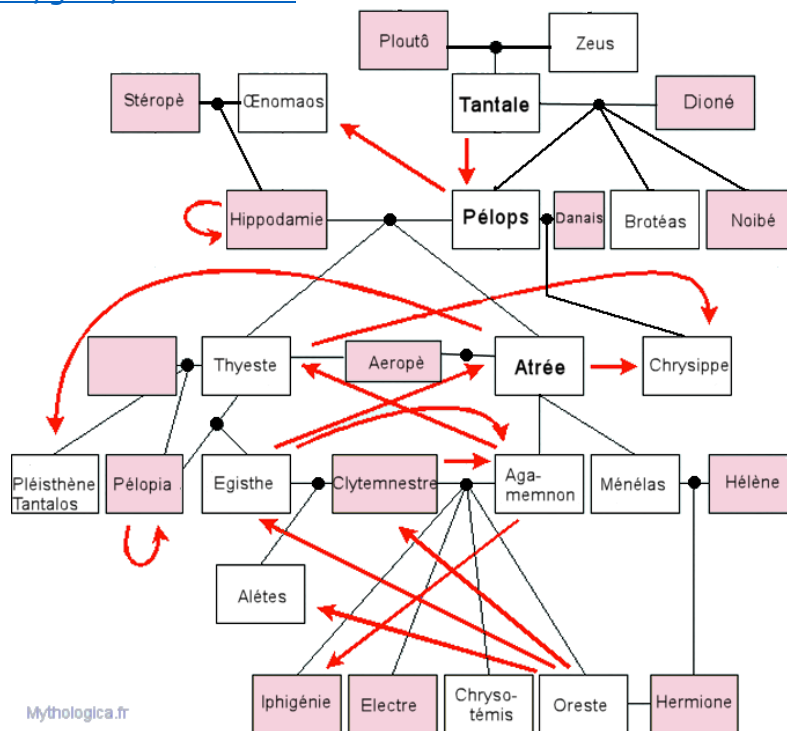 Ploutô
Zeus
Stéropè
Œnomaos
Tantale
Dioné
Hippodamie
Pélops
Danais
Brotéas
Noibé
Thyeste
Aeropè
Atrée
Chrysippe
Pléisthène
Tantalos
Pélopia
Egisthe
Clytemnestre
Aga-
memnon
Ménélas
Hélène
Alétes
Iphigénie
Electre
Chryso-
témis
Oreste
Hermione
Mythologica.fr